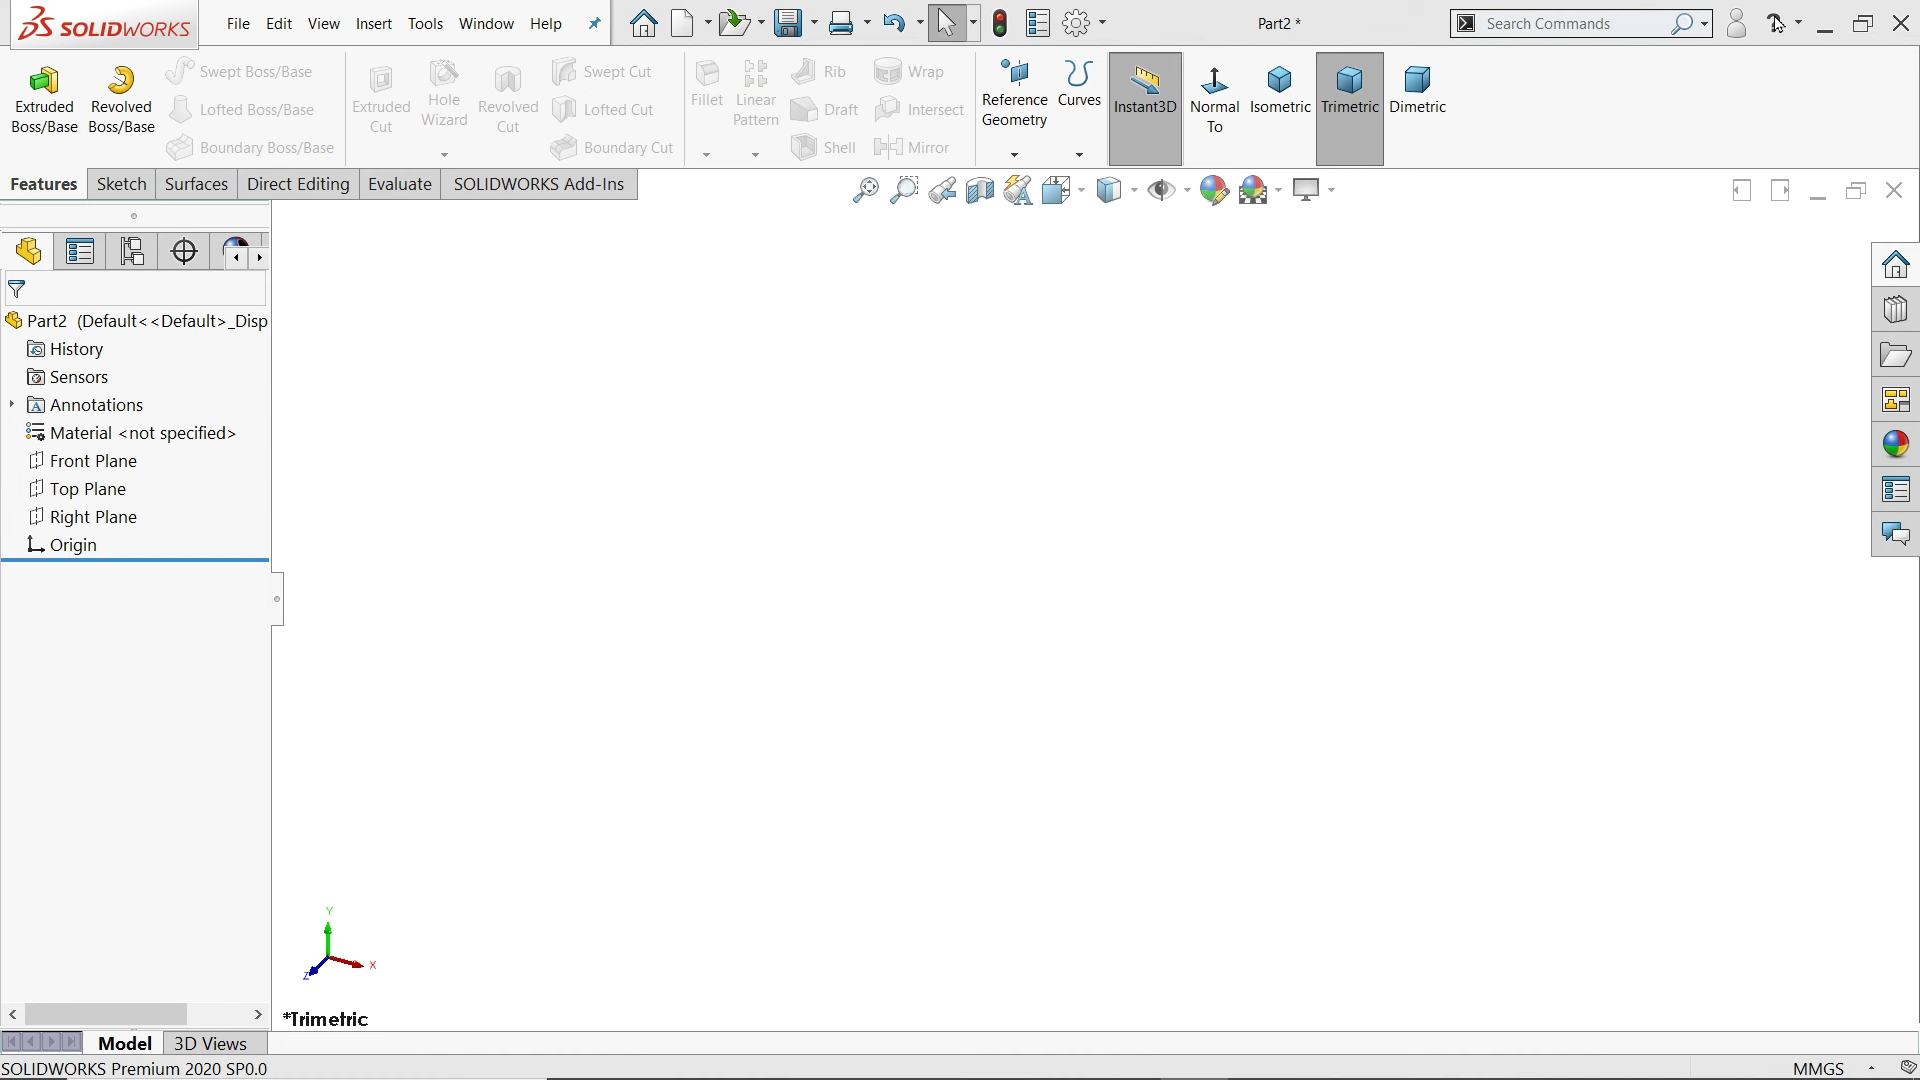 SOLIDWORKS File Edit View Insert Tools Window Help Part2 * Search Commands
Extruded Boss/Base
Revolved Boss/Base
Swept Boss/Base
Lofted Boss/Base
Boundary Boss/Base
Extruded Cut
Hole Wizard
Revolved Cut
Swept Cut
Lofted Cut
Boundary Cut
Fillet
Linear Pattern
Rib
Draft
Shell
Wrap
Intersect
Mirror
Reference Geometry
Curves
Instant3D
Normal To
Isometric
Trimetric
Dimetric
Features Sketch Surfaces Direct Editing Evaluate SOLIDWORKS Add-Ins
Part2 (Default<<Default>_Disp
History
Sensors
A Annotations
Material <not specified>
Front Plane
Top Plane
Right Plane
Origin
Y
X
Z
*Trimetric
Model 3D Views
SOLIDWORKS Premium 2020 SP0.0 MMGS